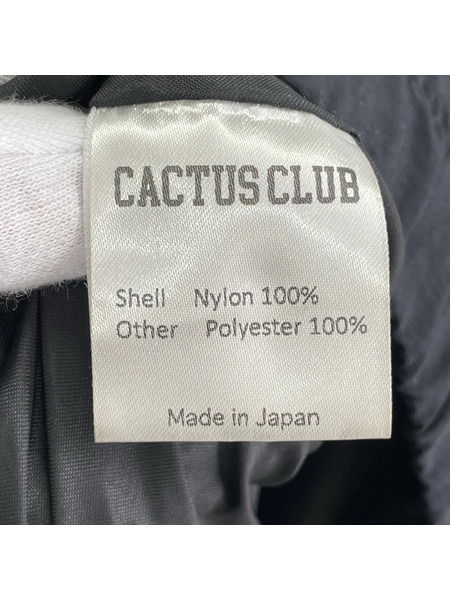 CACTUS CLUB
Shell Nylon 100%
Other Polyester 100%
Made in Japan